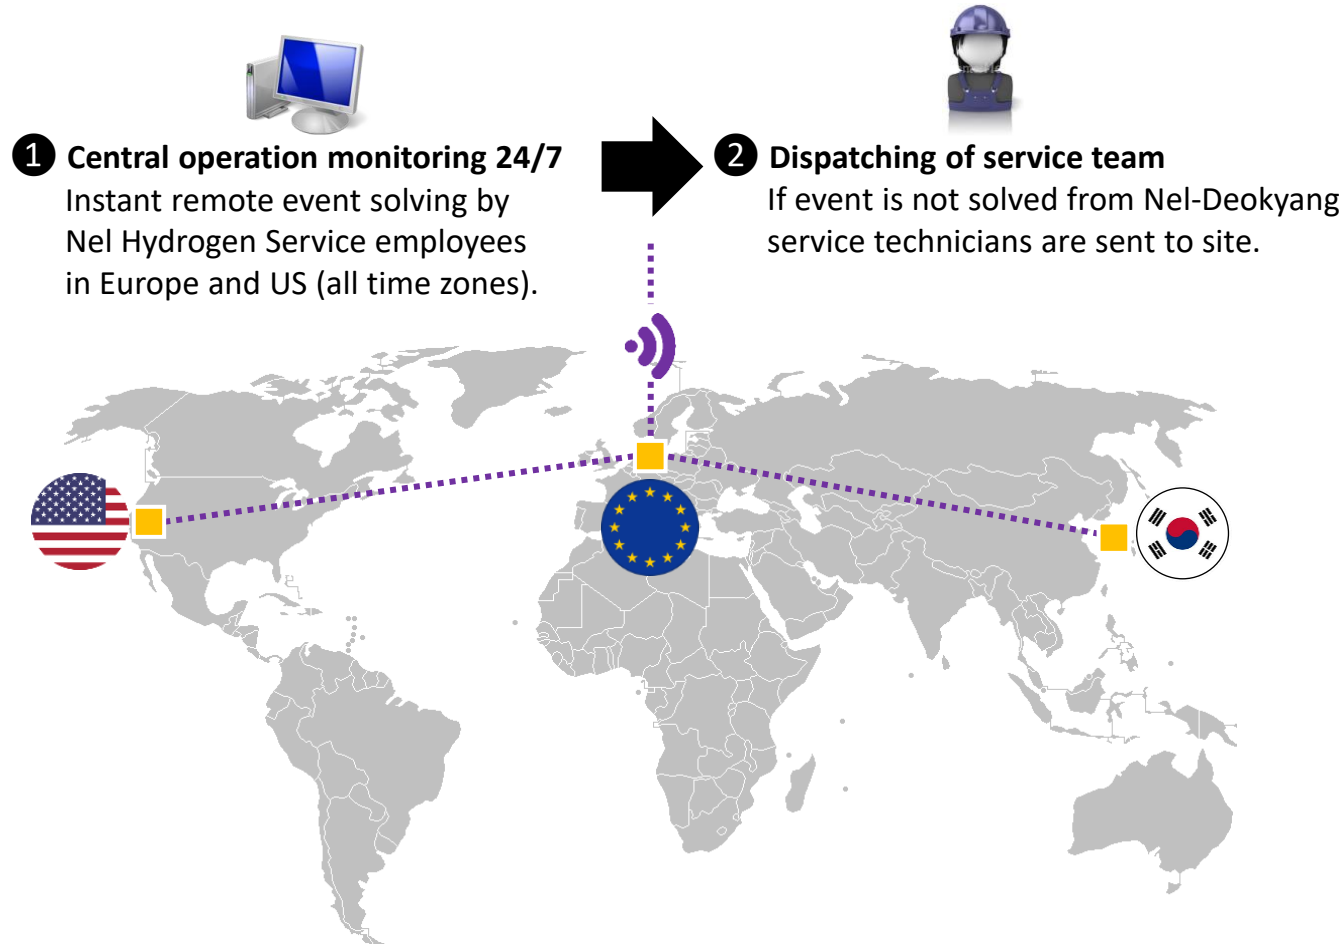 ❶ Central operation monitoring 24/7
Instant remote event solving by
Nel Hydrogen Service employees
in Europe and US (all time zones).
❷ Dispatching of service team
If event is not solved from Nel-Deokyang
service technicians are sent to site.